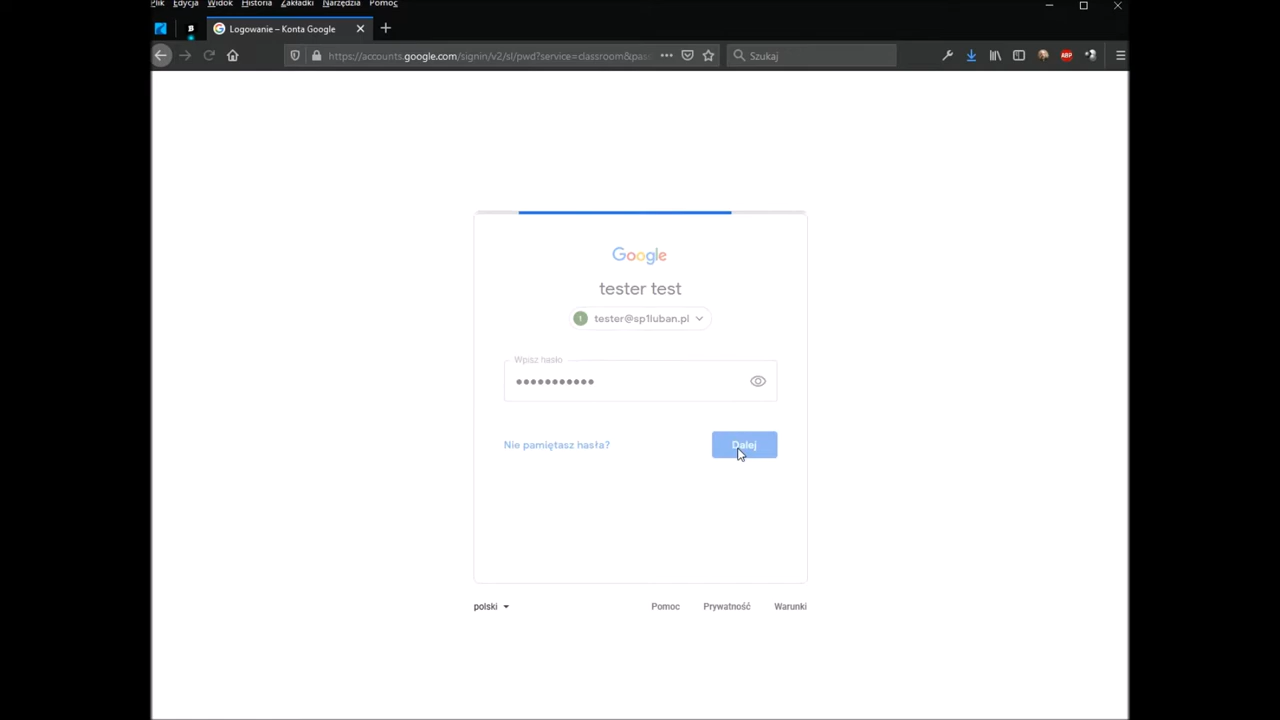 Plik Edycja Widok Historia Zakładki Narzędzia Pomoc
Logowanie – Konta Google
https://accounts.google.com/signin/v2/sl/pwd?service=classroom&pas
Szukaj
ABP
Google
tester test
tester@sp1luban.pl
Wpisz hasło
•••••••••••
Nie pamiętasz hasła?
Dalej
polski
Pomoc
Prywatność
Warunki